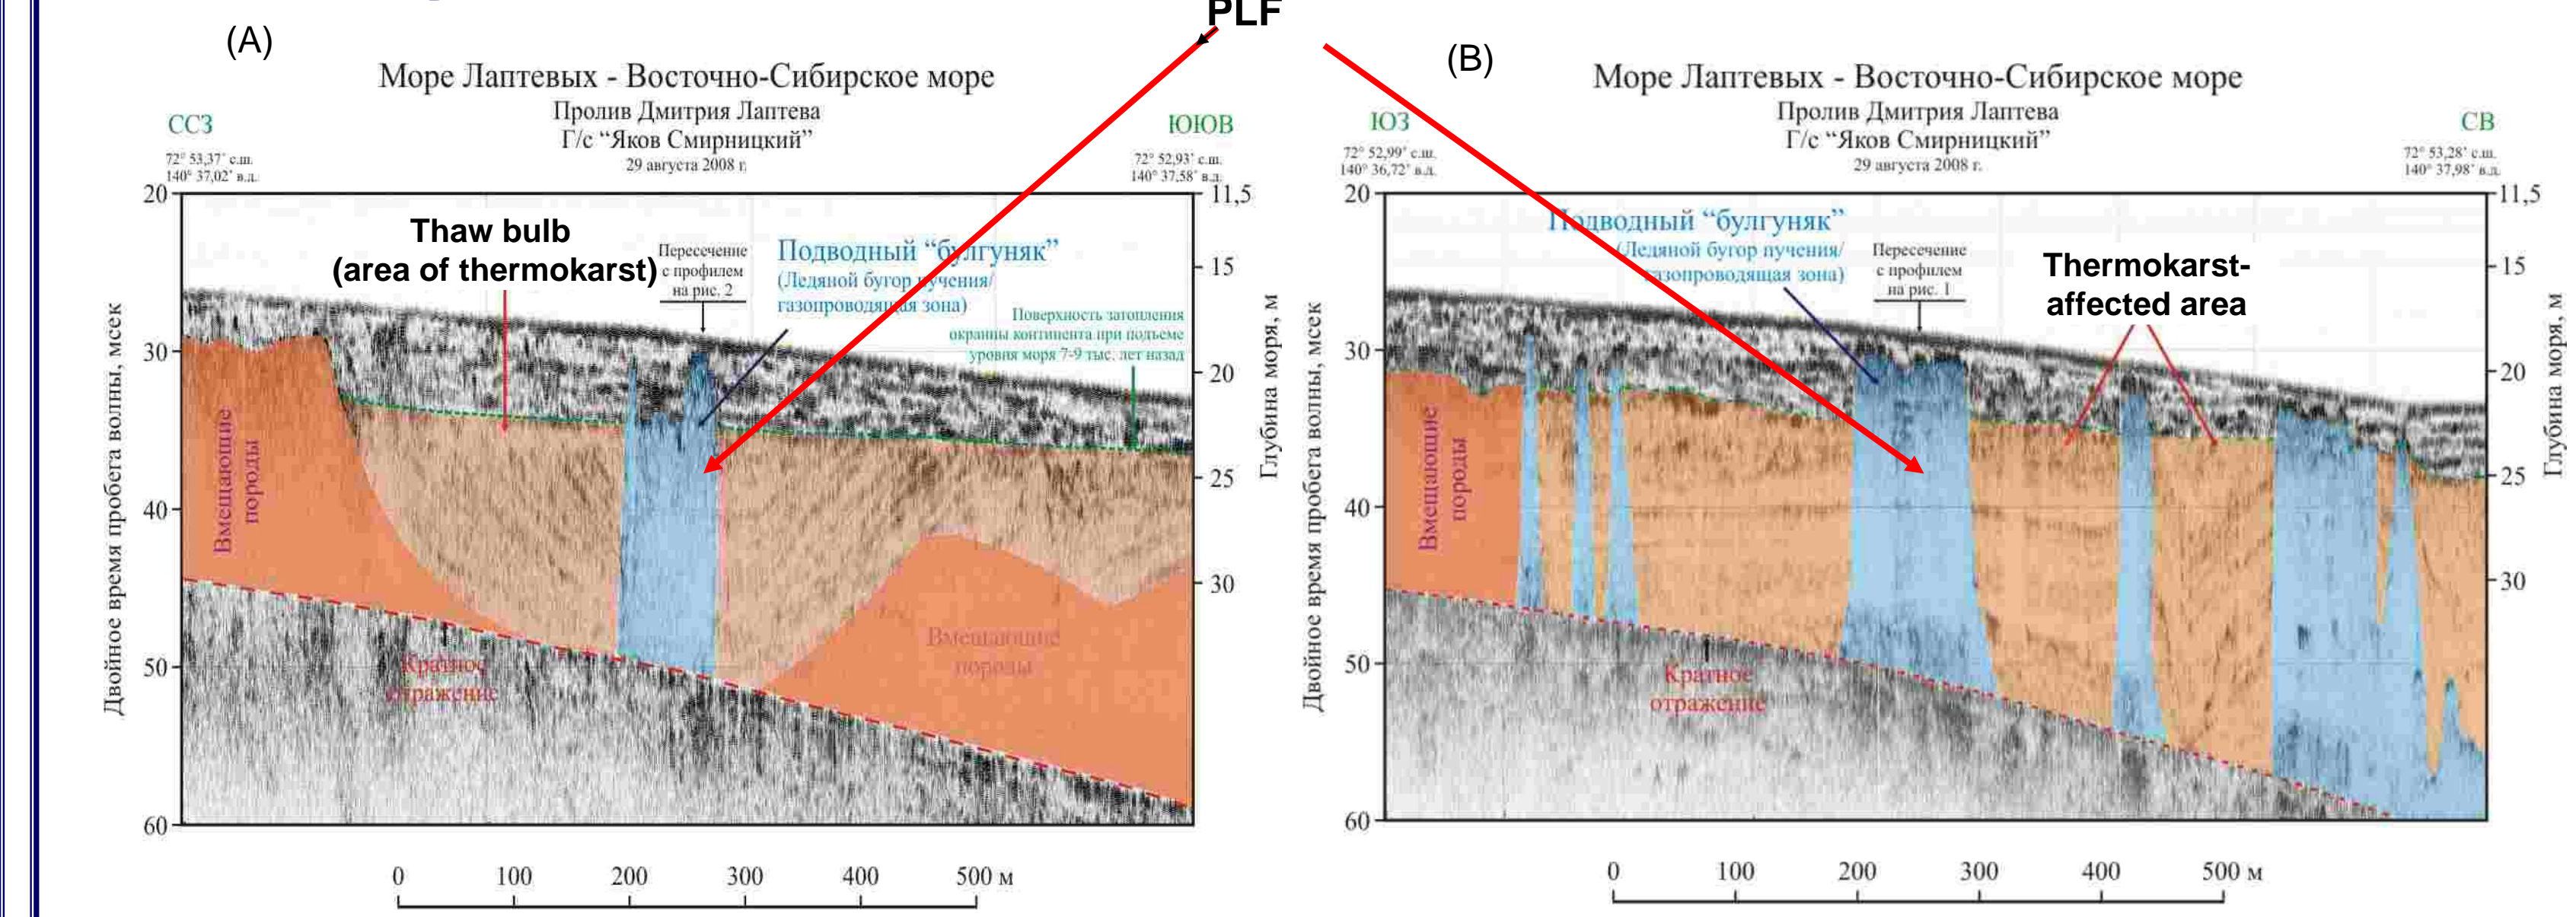 PLF
(A)
Море Лаптевых - Восточно-Сибирское море
Пролив Дмитрия Лаптева
Г/с “Яков Смирницкий”
29 августа 2008 г.
ССЗ
72° 53,37' с.ш.
140° 37,02' в.д.
ЮЮВ
72° 52,93' с.ш.
140° 37,58' в.д.
Двойное время пробега волны, мсек
20
30
40
50
60
Глубина моря, м
11,5
15
20
25
30
Thaw bulb
(area of thermokarst)
Пересечение
с профилем
на рис. 2
Подводный “булгуняк”
(Ледяной бугор пучения/
газопроводящая зона)
Поверхность затопления
окраины континента при подъеме
уровня моря 7-9 тыс. лет назад
Вмещающие
породы
Вмещающие
породы
Кратное
отражение
0 100 200 300 400 500 м
(B)
Море Лаптевых - Восточно-Сибирское море
Пролив Дмитрия Лаптева
Г/с “Яков Смирницкий”
29 августа 2008 г.
ЮЗ
72° 52,99' с.ш.
140° 36,72' в.д.
СВ
72° 53,28' с.ш.
140° 37,98' в.д.
Двойное время пробега волны, мсек
20
30
40
50
60
Глубина моря, м
11,5
15
20
25
30
Подводный “булгуняк”
(Ледяной бугор пучения/
газопроводящая зона)
Пересечение
с профилем
на рис. 1
Thermokarst-
affected area
Вмещающие
породы
Кратное
отражение
0 100 200 300 400 500 м